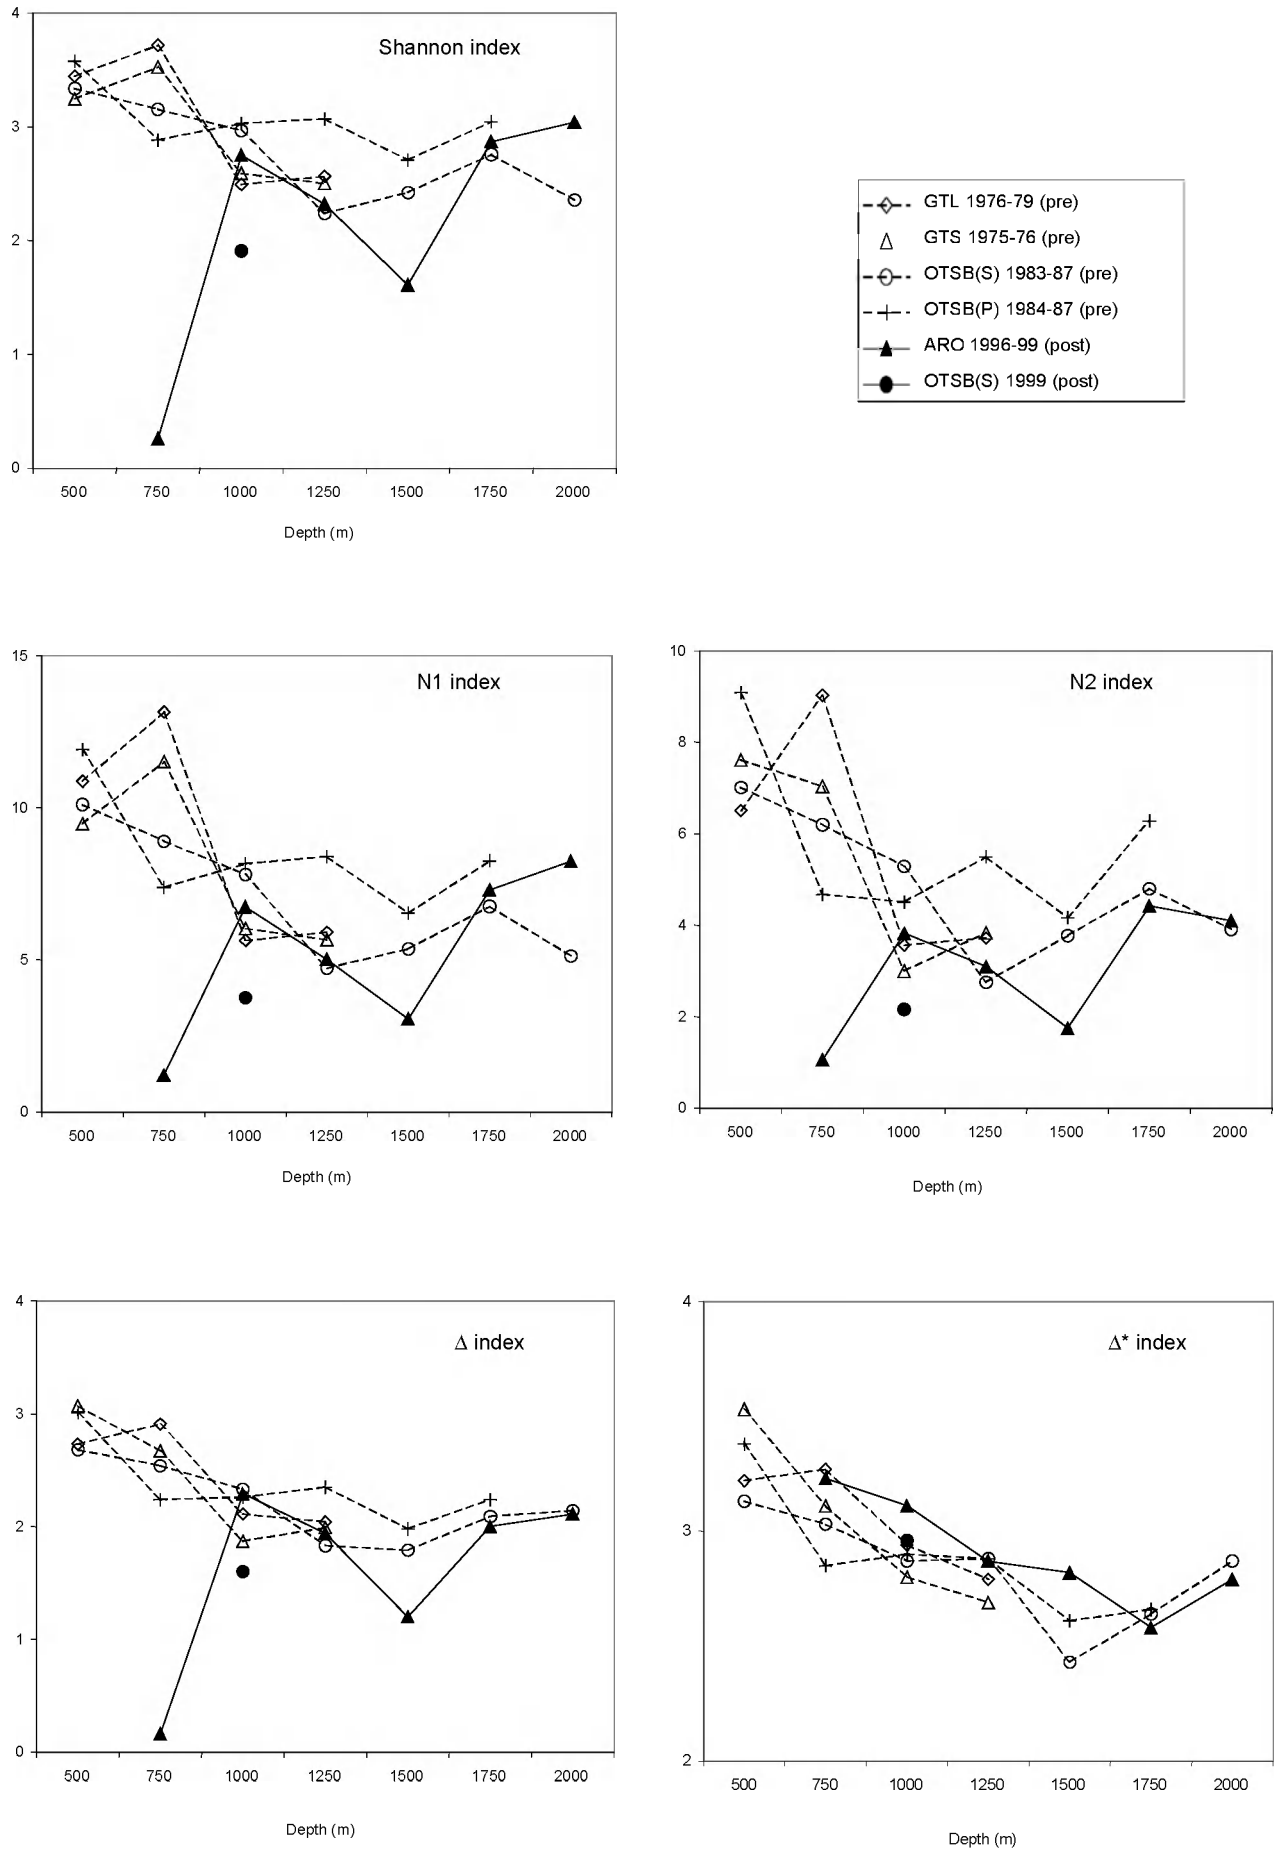 Shannon index
4
3
2
1
0
500 750 1000 1250 1500 1750 2000
Depth (m)
GTL 1976-79 (pre)
GTS 1975-76 (pre)
OTSB(S) 1983-87 (pre)
OTSB(P) 1984-87 (pre)
ARO 1996-99 (post)
OTSB(S) 1999 (post)
N1 index
15
10
5
0
500 750 1000 1250 1500 1750 2000
Depth (m)
N2 index
10
8
6
4
2
0
500 750 1000 1250 1500 1750 2000
Depth (m)
Δ index
4
3
2
1
0
500 750 1000 1250 1500 1750 2000
Depth (m)
Δ* index
4
3
2
500 750 1000 1250 1500 1750 2000
Depth (m)